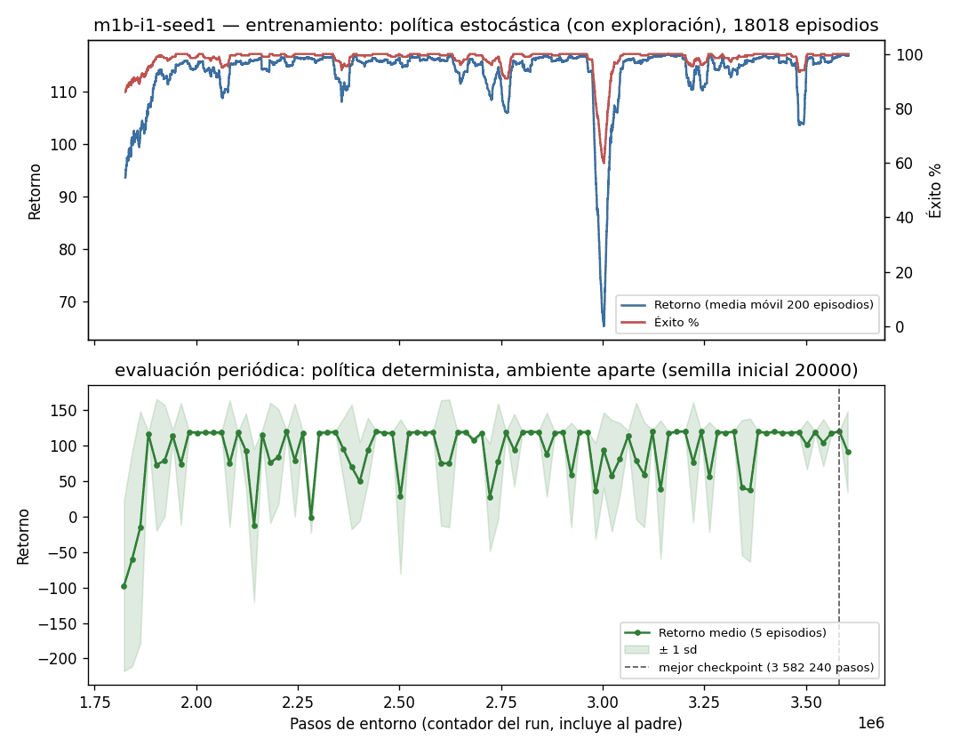 m1b-i1-seed1 — entrenamiento: política estocástica (con exploración), 18018 episodios
110
100
90
80
70
Retorno
100
80
60
40
20
0
Éxito %
Retorno (media móvil 200 episodios)
Éxito %
evaluación periódica: política determinista, ambiente aparte (semilla inicial 20000)
150
100
50
0
−50
−100
−150
−200
Retorno
Retorno medio (5 episodios)
± 1 sd
mejor checkpoint (3 582 240 pasos)
1.75 2.00 2.25 2.50 2.75 3.00 3.25 3.50
1e6
Pasos de entorno (contador del run, incluye al padre)